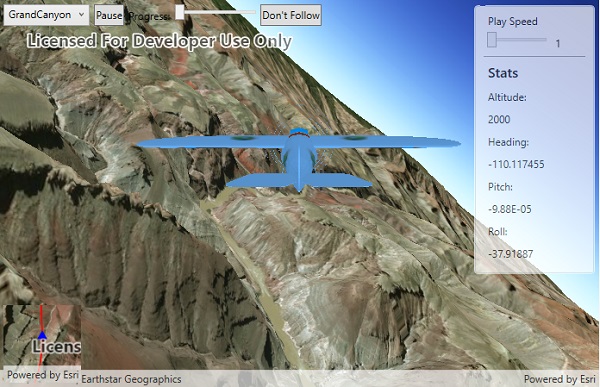 GrandCanyon Pause Progress: Don't Follow
Licensed For Developer Use Only
Play Speed
1
Stats
Altitude:
2000
Heading:
-110.117455
Pitch:
-9.88E-05
Roll:
-37.91887
Licens
Powered by Esri
Earthstar Geographics
Powered by Esri